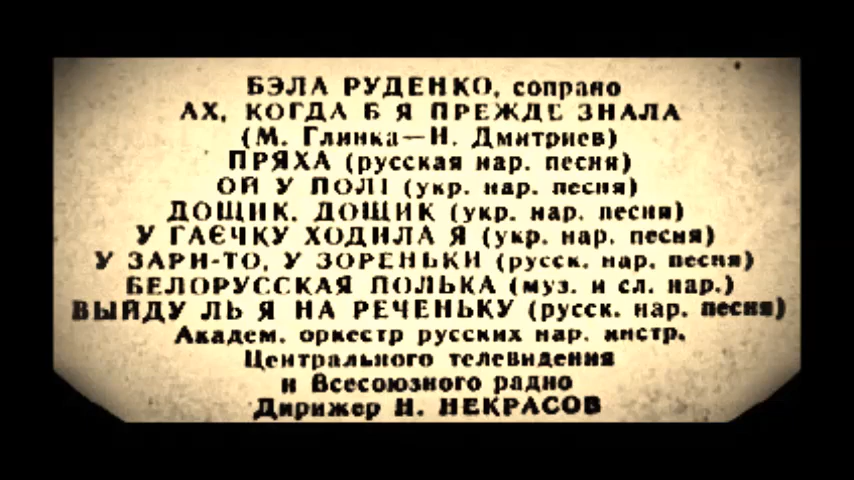 БЭЛА РУДЕНКО, сопрано
АХ, КОГДА Б Я ПРЕЖДЕ ЗНАЛА
(М. Глинка—Н. Дмитриев)
ПРЯХА (русская нар. песня)
ОЙ У ПОЛІ (укр. нар. песня)
ДОЩИК, ДОЩИК (укр. нар. песня)
У ГАЄЧКУ ХОДИЛА Я (укр. нар. песня)
У ЗАРИ-ТО, У ЗОРЕНЬКИ (русск. нар. песня)
БЕЛОРУССКАЯ ПОЛЬКА (муз. и сл. нар.)
ВЫЙДУ ЛЬ Я НА РЕЧЕНЬКУ (русск. нар. песня)
Академ. оркестр русских нар. инстр.
Центрального телевидения
и Всесоюзного радио
Дирижер Н. НЕКРАСОВ